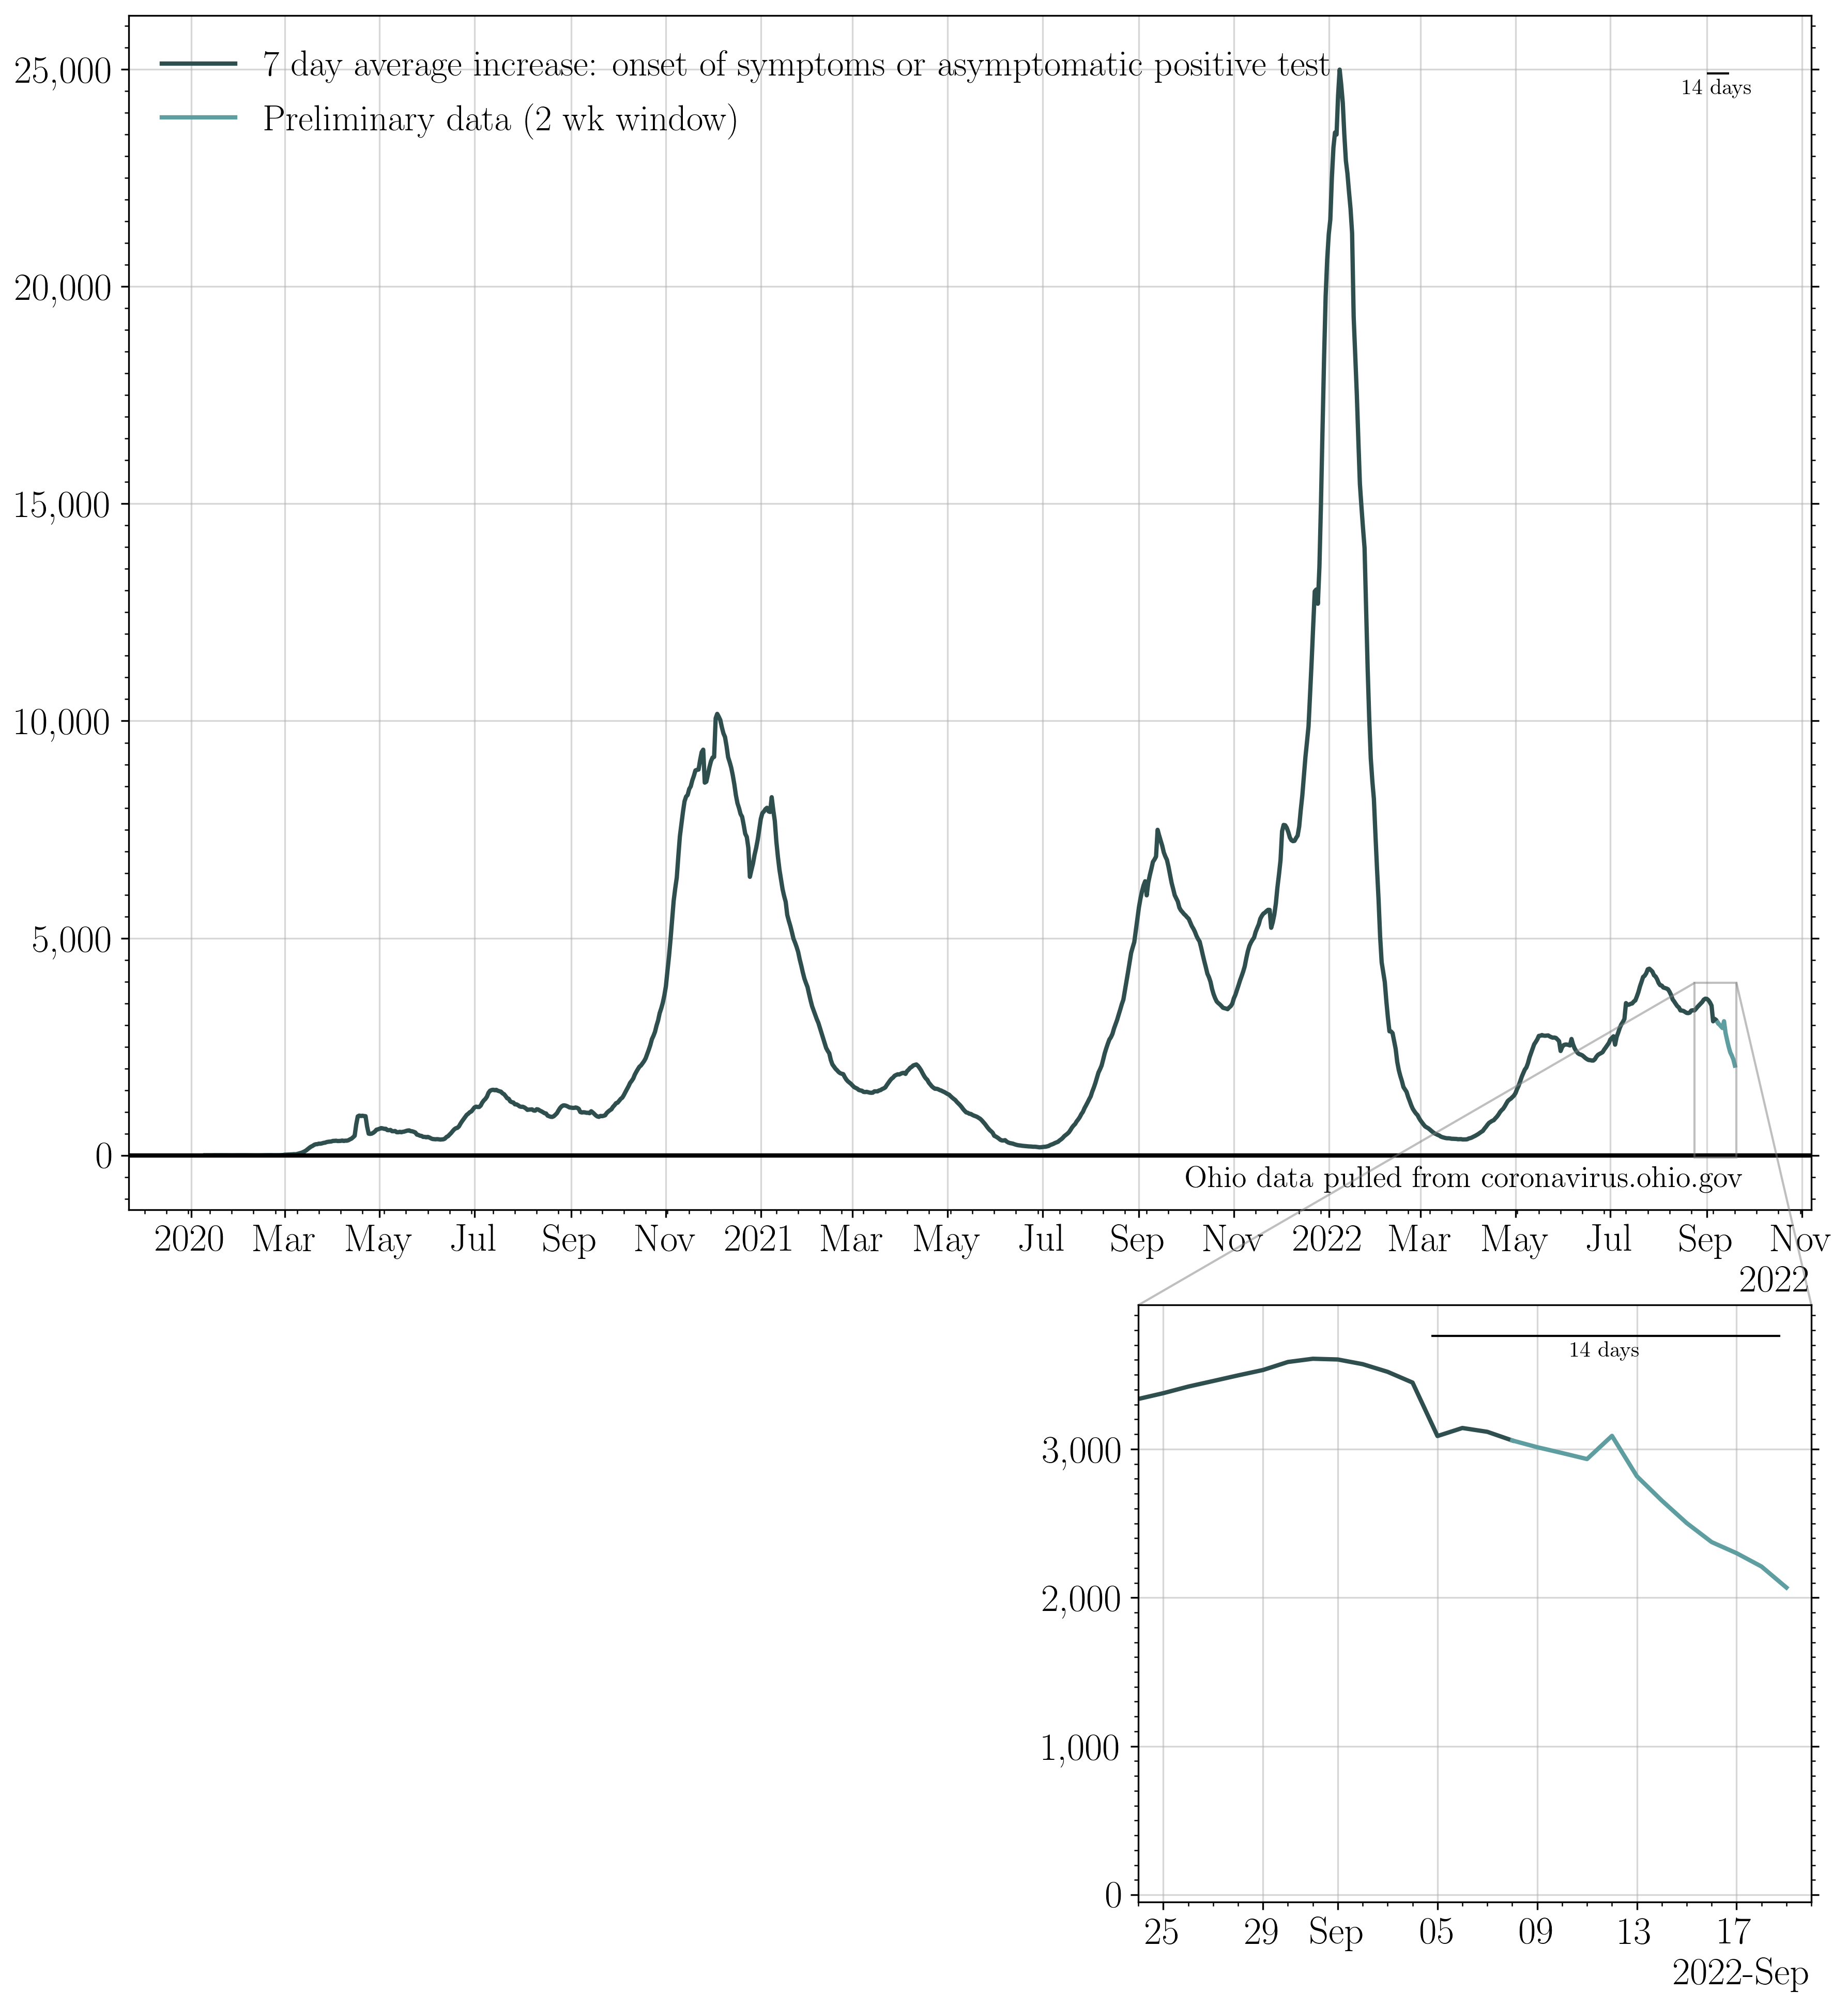 7 day average increase: onset of symptoms or asymptomatic positive test
Preliminary data (2 wk window)
14 days
25,000
20,000
15,000
10,000
5,000
0
Ohio data pulled from coronavirus.ohio.gov
2020 Mar May Jul Sep Nov 2021 Mar May Jul Sep Nov 2022 Mar May Jul Sep Nov
2022
14 days
3,000
2,000
1,000
0
25 29 Sep 05 09 13 17
2022-Sep